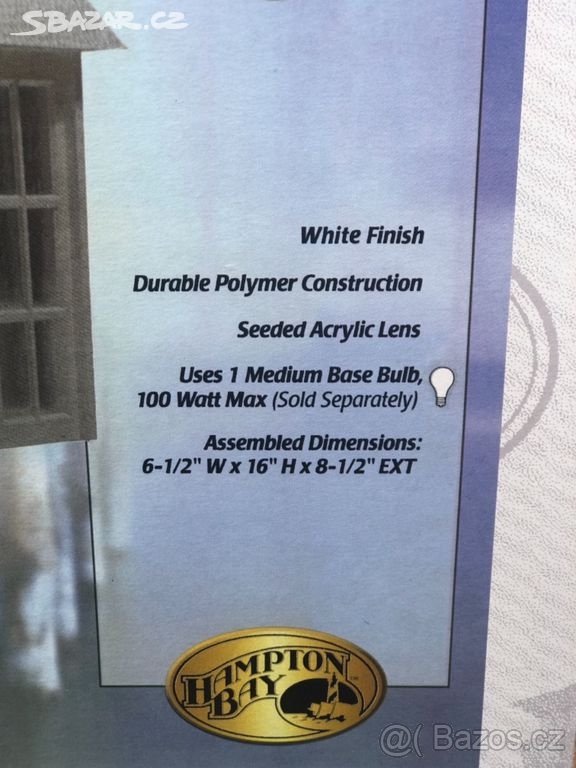 SBAZAR.CZ
White Finish
Durable Polymer Construction
Seeded Acrylic Lens
Uses 1 Medium Base Bulb,
100 Watt Max (Sold Separately)
Assembled Dimensions:
6-1/2" W x 16" H x 8-1/2" EXT
HAMPTON
BAY
™
@( Bazos.cz